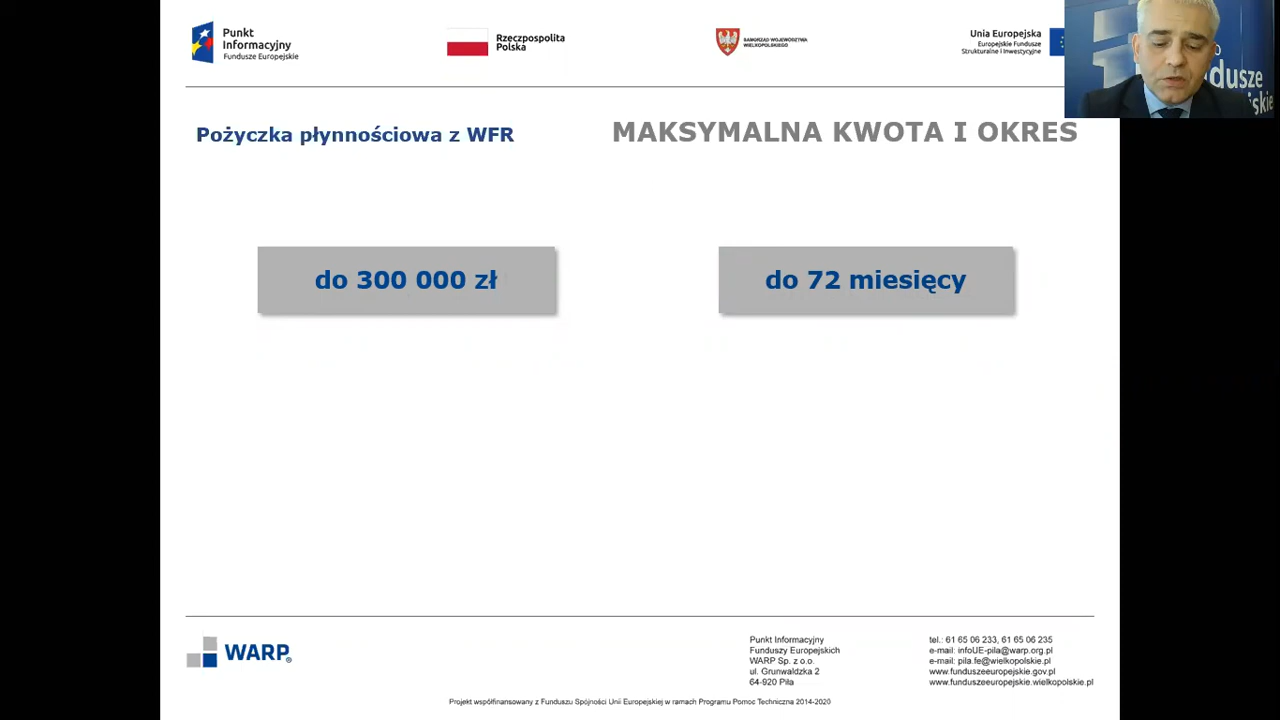 Punkt
Informacyjny
Fundusze Europejskie
Rzeczpospolita
Polska
SAMORZĄD WOJEWÓDZTWA
WIELKOPOLSKIEGO
Unia Europejska
Europejskie Fundusze
Strukturalne i Inwestycyjne
Pożyczka płynnościowa z WFR
MAKSYMALNA KWOTA I OKRES
do 300 000 zł
do 72 miesięcy
WARP®
Punkt Informacyjny
Funduszy Europejskich
WARP Sp. z o.o.
ul. Grunwaldzka 2
64-920 Piła
tel.: 61 65 06 233, 61 65 06 235
e-mail: infoUE-pila@warp.org.pl
e-mail: pila.fe@wielkopolskie.pl
www.funduszeeuropejskie.gov.pl
www.funduszeeuropejskie.wielkopolskie.pl
Projekt współfinansowany z Funduszu Spójności Unii Europejskiej w ramach Programu Pomoc Techniczna 2014-2020